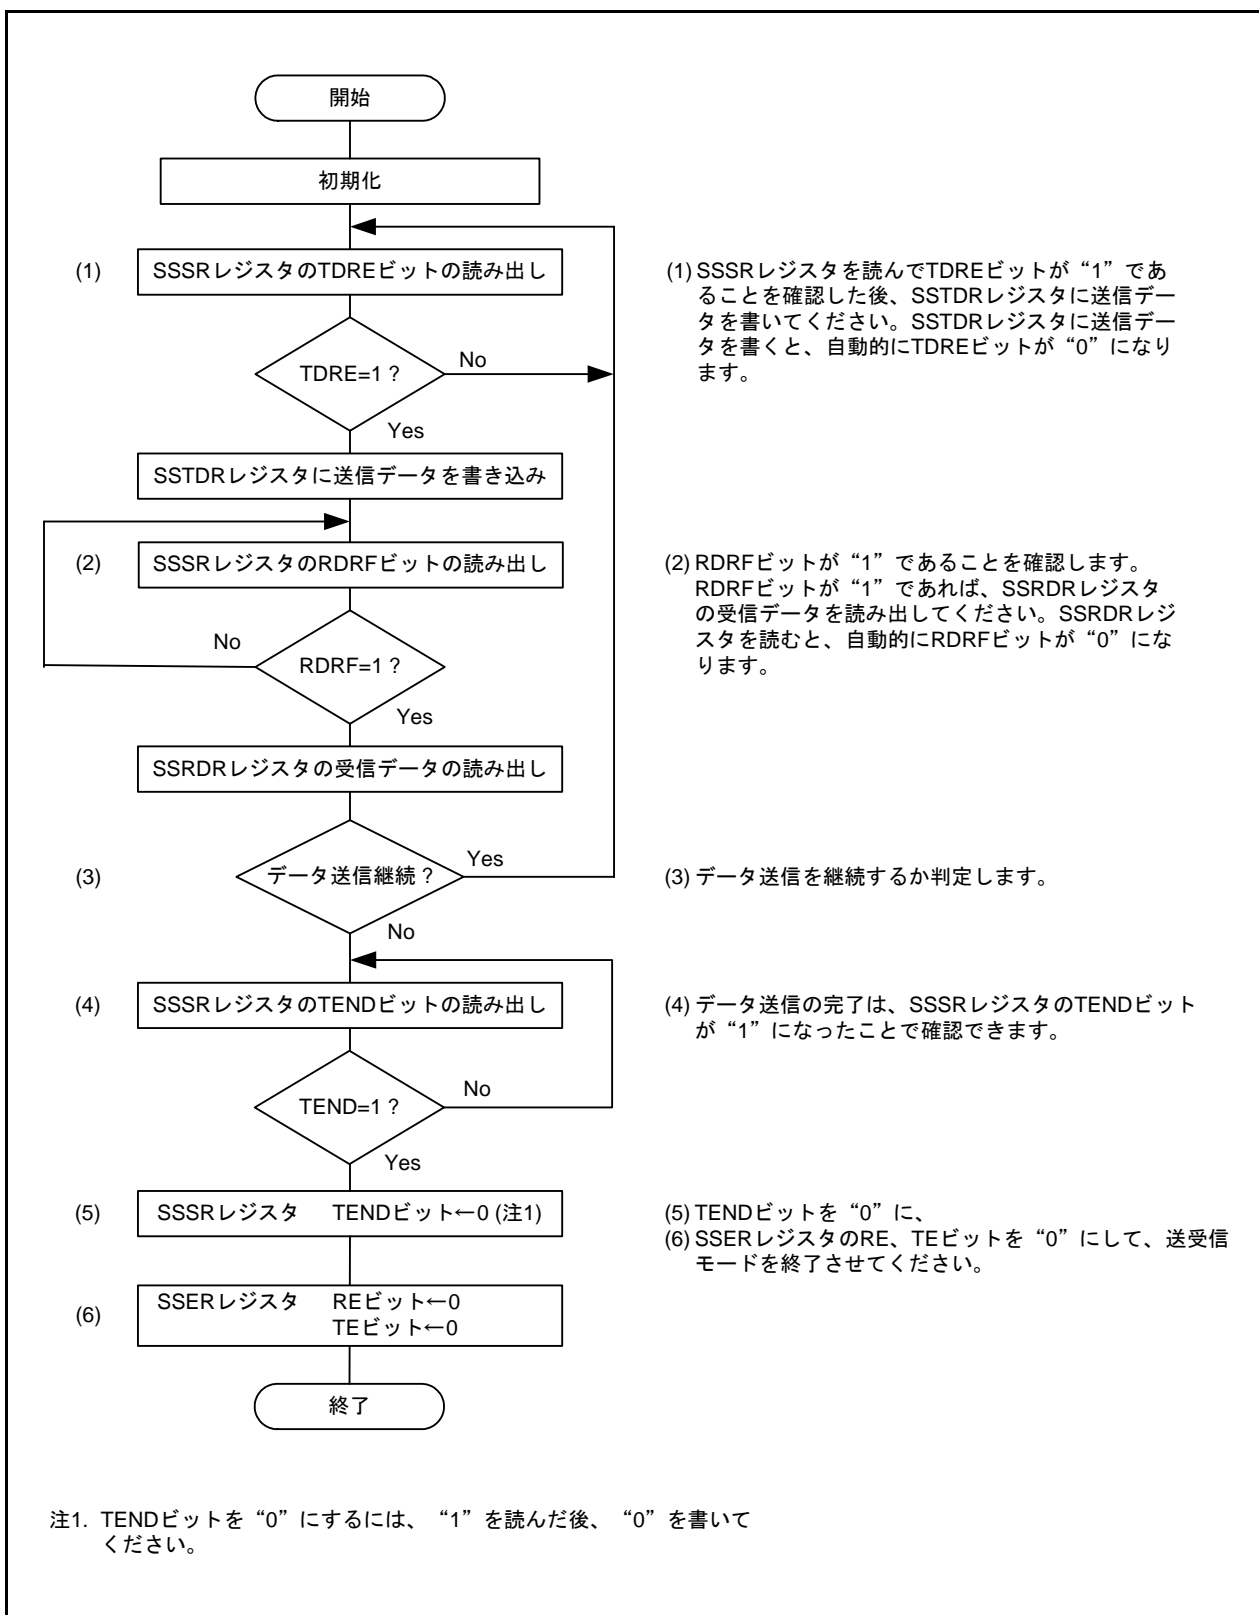 開始
初期化
(1)
SSSRレジスタのTDREビットの読み出し
(1) SSSRレジスタを読んでTDREビットが“1”であ
ることを確認した後、SSTDRレジスタに送信デー
タを書いてください。SSTDRレジスタに送信デー
タを書くと、自動的にTDREビットが“0”になり
ます。
TDRE=1 ?
No
Yes
SSTDRレジスタに送信データを書き込み
(2)
SSSRレジスタのRDRFビットの読み出し
(2) RDRFビットが“1”であることを確認します。
RDRFビットが“1”であれば、SSRDRレジスタ
の受信データを読み出してください。SSRDRレジ
スタを読むと、自動的にRDRFビットが“0”にな
ります。
No
RDRF=1 ?
Yes
SSRDRレジスタの受信データの読み出し
(3)
データ送信継続 ?
Yes
(3) データ送信を継続するか判定します。
No
(4)
SSSRレジスタのTENDビットの読み出し
(4) データ送信の完了は、SSSRレジスタのTENDビット
が“1”になったことで確認できます。
TEND=1 ?
No
Yes
(5)
SSSRレジスタ TENDビット←0 (注1)
(5) TENDビットを“0”に、
(6) SSERレジスタのRE、TEビットを“0”にして、送受信
モードを終了させてください。
(6)
SSERレジスタ REビット←0
TEビット←0
終了
注1. TENDビットを“0”にするには、“1”を読んだ後、“0”を書いて
ください。